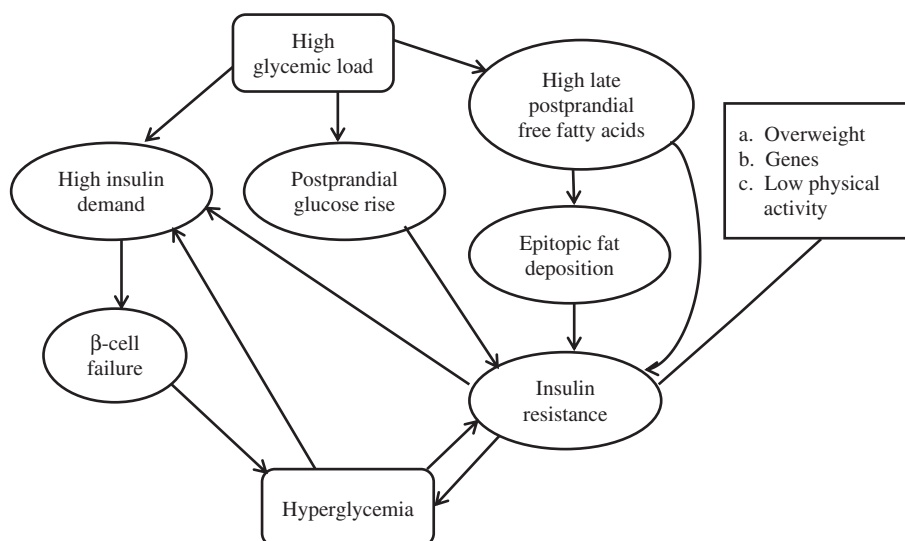 High
glycemic load
High late
postprandial
free fatty acids
a. Overweight
b. Genes
c. Low physical
activity
High insulin
demand
Postprandial
glucose rise
Epitopic fat
deposition
β-cell
failure
Insulin
resistance
Hyperglycemia